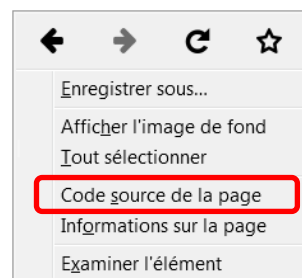 Enregistrer sous...
Afficher l'image de fond
Tout sélectionner
Code source de la page
Informations sur la page
Examiner l'élément